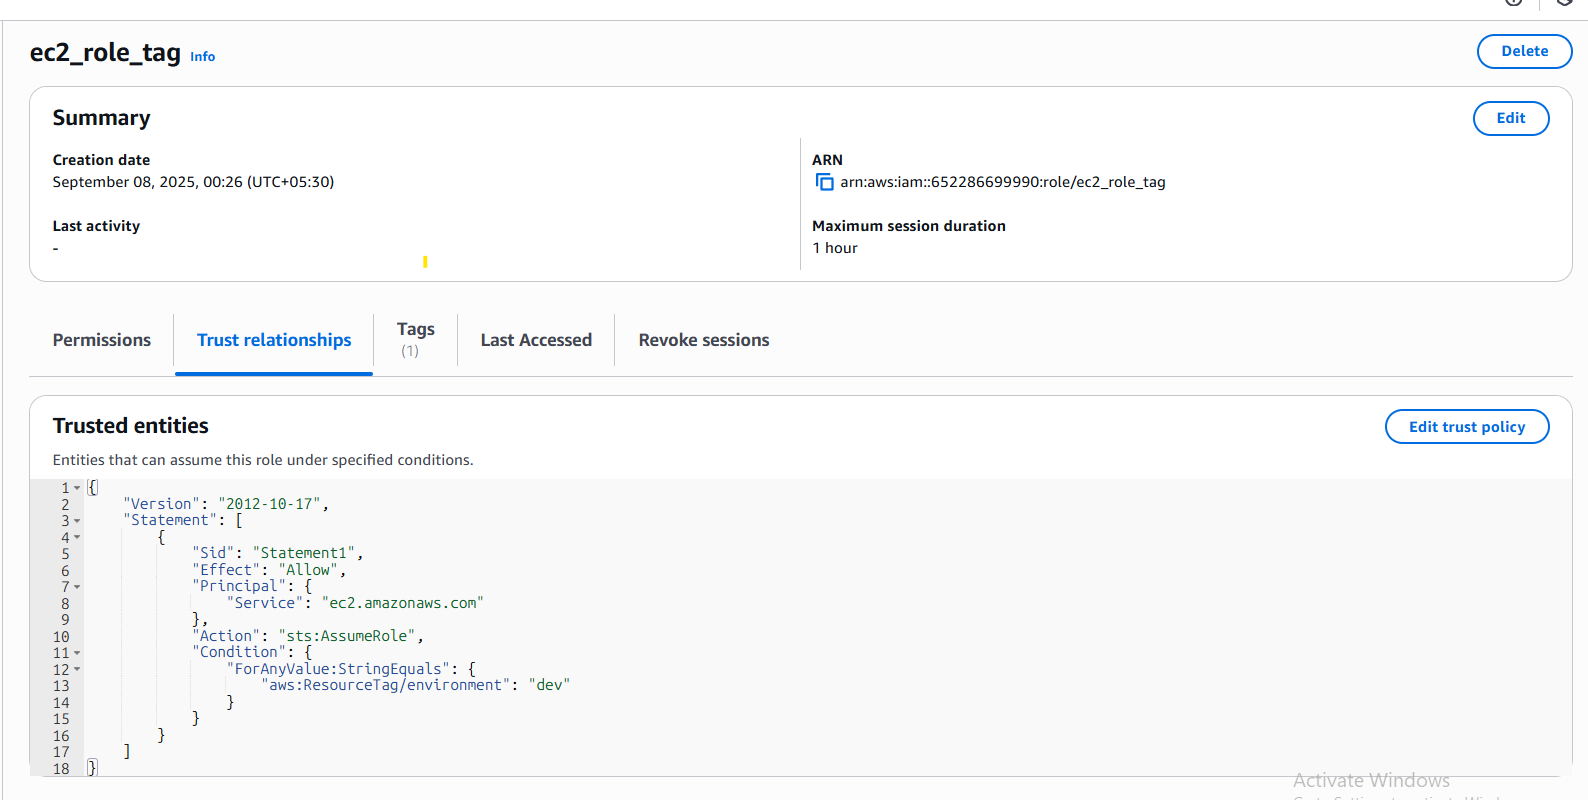 ec2_role_tag Info
Delete
Summary
Edit
Creation date
September 08, 2025, 00:26 (UTC+05:30)
ARN
arn:aws:iam::652286699990:role/ec2_role_tag
Last activity
-
Maximum session duration
1 hour
Permissions
Trust relationships
Tags
(1)
Last Accessed
Revoke sessions
Trusted entities
Edit trust policy
Entities that can assume this role under specified conditions.
1 {
2 "Version": "2012-10-17",
3 "Statement": [
4 {
5 "Sid": "Statement1",
6 "Effect": "Allow",
7 "Principal": {
8 "Service": "ec2.amazonaws.com"
9 },
10 "Action": "sts:AssumeRole",
11 "Condition": {
12 "ForAnyValue:StringEquals": {
13 "aws:ResourceTag/environment": "dev"
14 }
15 }
16 }
17 ]
18 }
Activate Windows